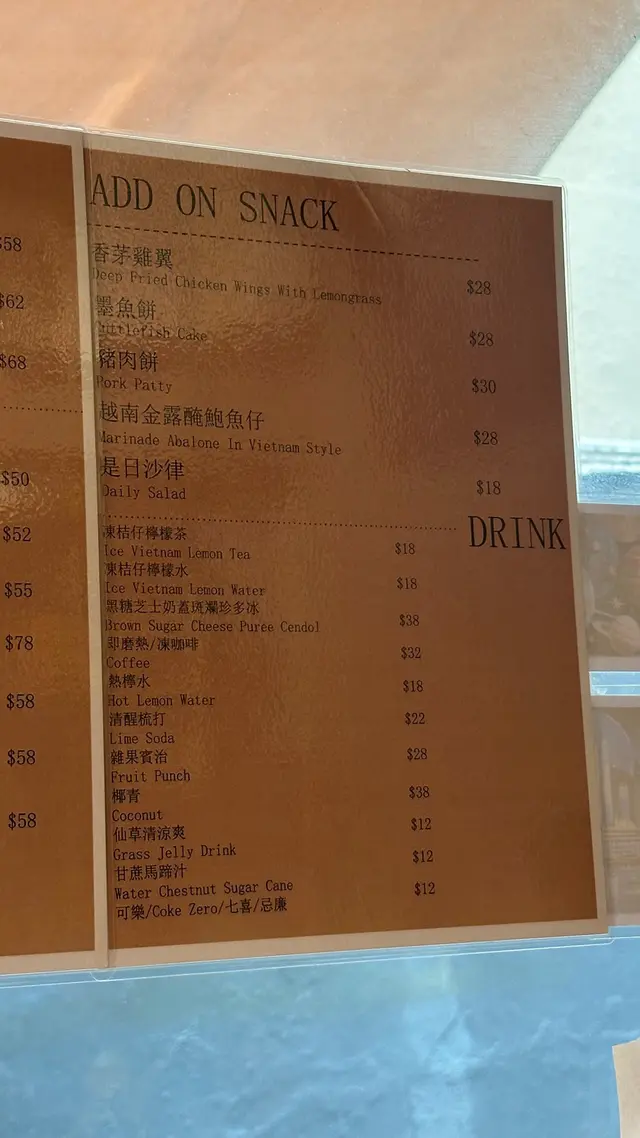 $58
$62
$68
$50
$52
$55
$78
$58
$58
$58
ADD ON SNACK
香茅雞翼
Deep Fried Chicken Wings With Lemongrass $28
墨魚餅
Cuttlefish Cake $28
豬肉餅
Pork Patty $30
越南金露醃鮑魚仔
Marinade Abalone In Vietnam Style $28
是日沙律
Daily Salad $18
DRINK
凍桔仔檸檬茶
Ice Vietnam Lemon Tea $18
凍桔仔檸檬水
Ice Vietnam Lemon Water $18
黑糖芝士奶蓋斑斕珍多冰
Brown Sugar Cheese Puree Cendol $38
即磨熱/凍咖啡
Coffee $32
熱檸水
Hot Lemon Water $18
清醒梳打
Lime Soda $22
雜果賓治
Fruit Punch $28
椰青
Coconut $38
仙草清涼爽
Grass Jelly Drink $12
甘蔗馬蹄汁
Water Chestnut Sugar Cane $12
可樂/Coke Zero/七喜/忌廉 $12